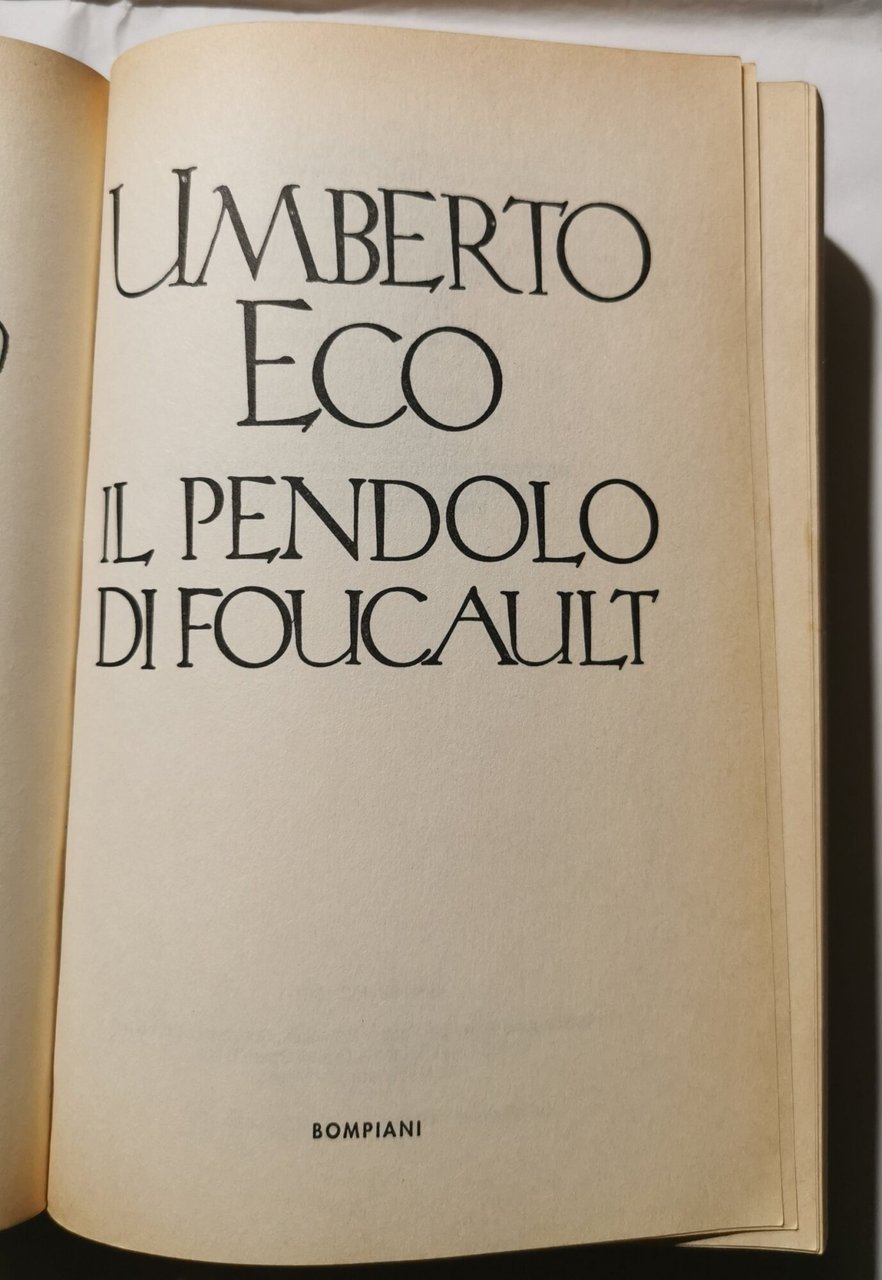 UMBERTO
ECO
IL PENDOLO
DI FOUCAULT
BOMPIANI